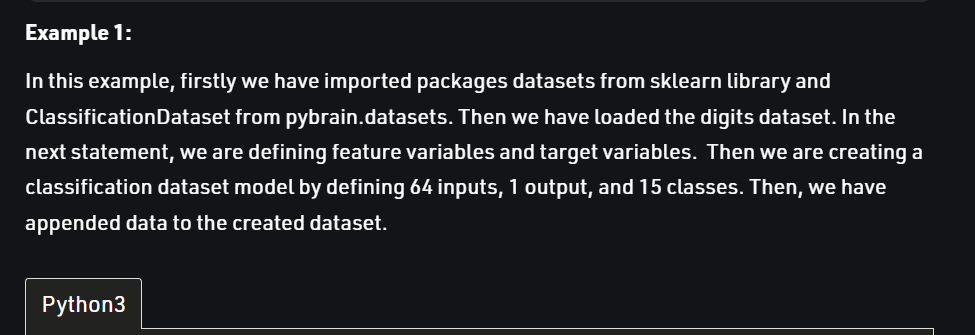 Example 1:
In this example, firstly we have imported packages datasets from sklearn library and
ClassificationDataset from pybrain.datasets. Then we have loaded the digits dataset. In the
next statement, we are defining feature variables and target variables.  Then we are creating a
classification dataset model by defining 64 inputs, 1 output, and 15 classes. Then, we have
appended data to the created dataset.
Python3